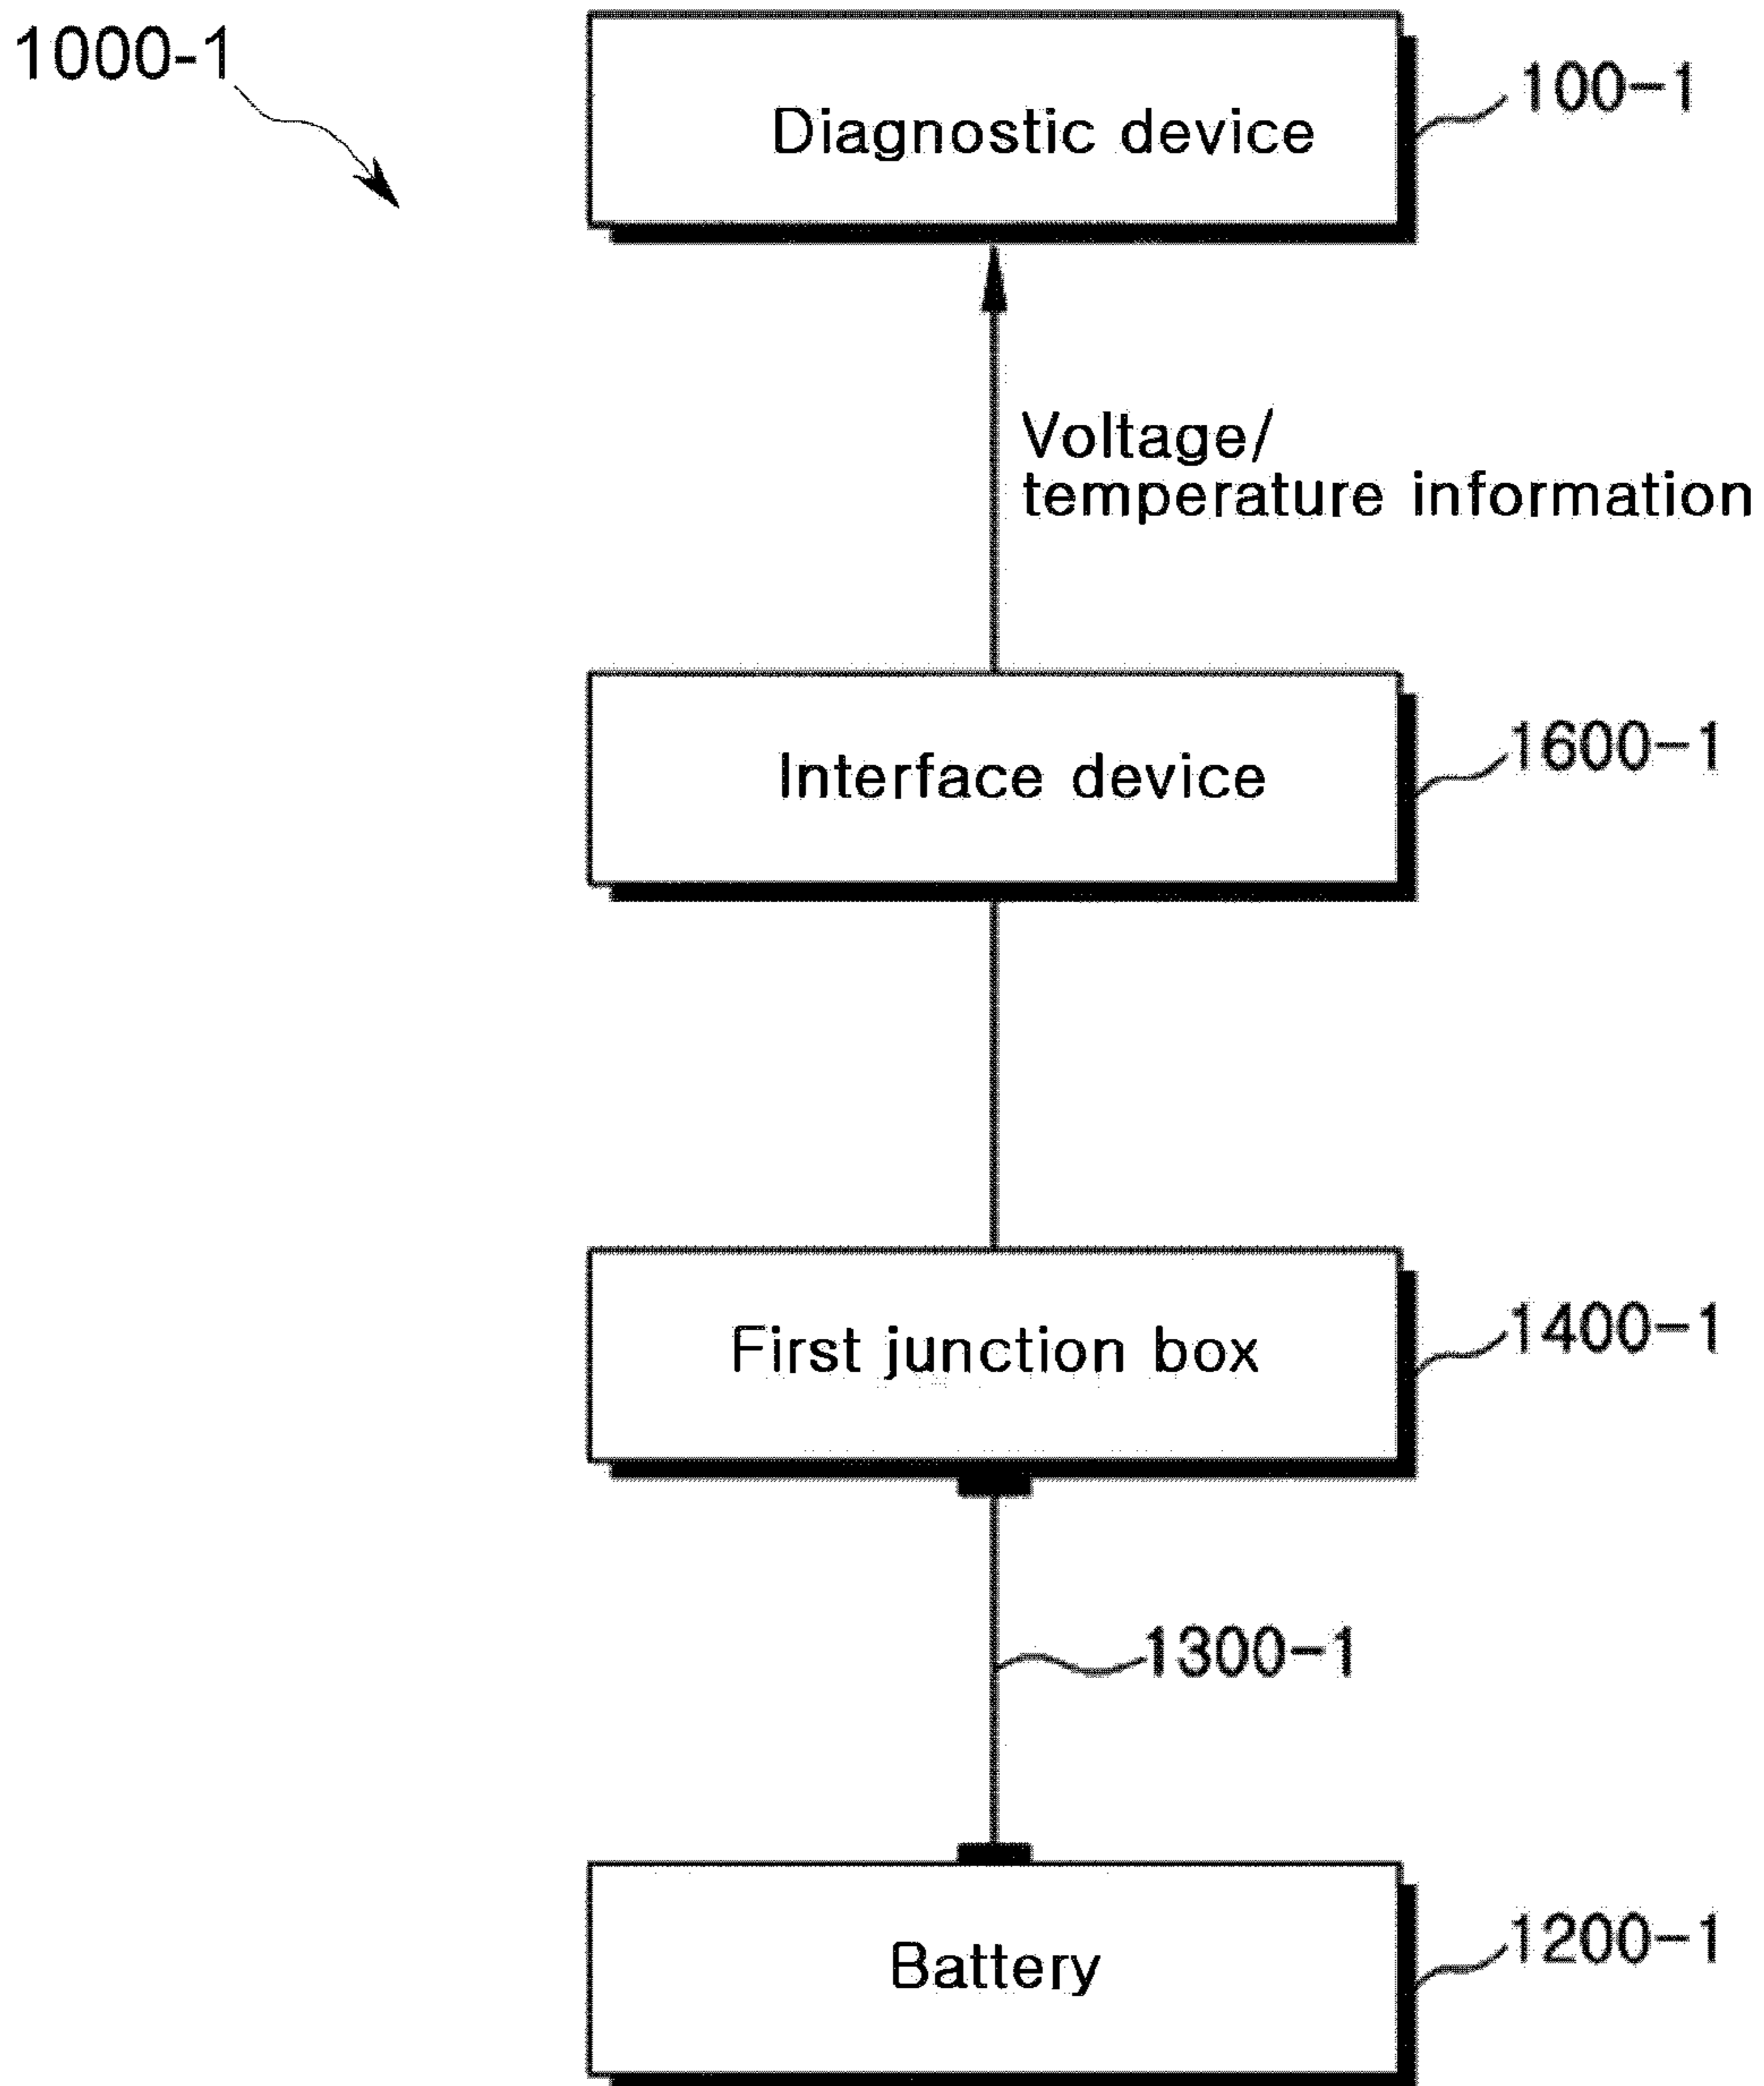 1000-1
Diagnostic device
100-1
Voltage/
temperature information
Interface device
1600-1
First junction box
1400-1
1300-1
Battery
1200-1